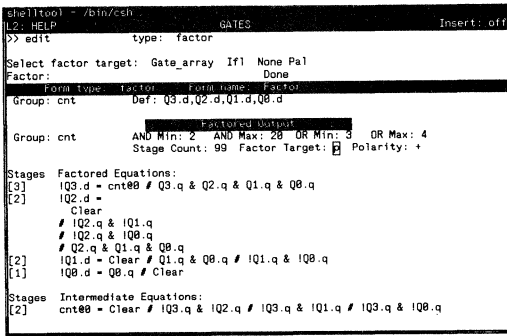 shelltool - /bin/csh
L2: HELP GATES Insert: off
>> edit type: factor
Select factor target: Gate_array Ifl None Pal
Factor: Done
Form type: factor Form name: Factor
Group: cnt Def: Q3.d,Q2.d,Q1.d,Q0.d
Factored Output
Group: cnt AND Min: 2 AND Max: 20 OR Min: 3 OR Max: 4
Stage Count: 99 Factor Target: p Polarity: +
Stages Factored Equations:
[3] !Q3.d = cnt@0 # Q3.q & Q2.q & Q1.q & Q0.q
[2] !Q2.d =
Clear
# !Q2.q & !Q1.q
# !Q2.q & !Q0.q
# Q2.q & Q1.q & Q0.q
[2] !Q1.d = Clear # Q1.q & Q0.q # !Q1.q & !Q0.q
[1] !Q0.d = Q0.q # Clear
Stages Intermediate Equations:
[2] cnt@0 = Clear # !Q3.q & !Q2.q # !Q3.q & !Q1.q # !Q3.q & !Q0.q